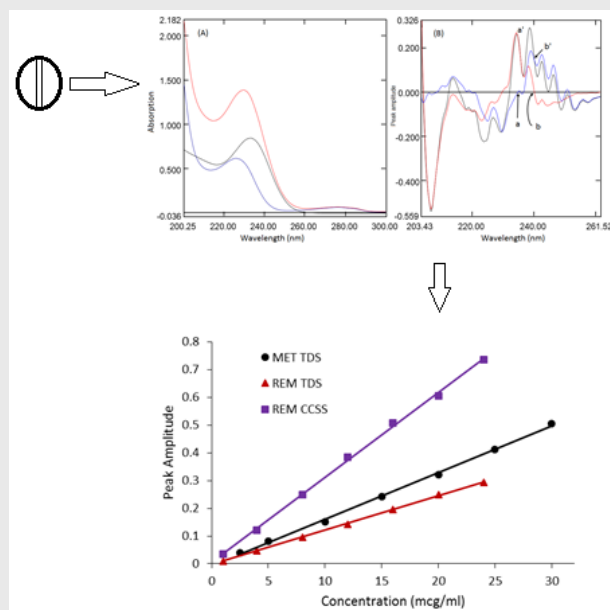 (A)
2.182
2.000
1.500
1.000
0.500
-0.036
Absorption
200.25 220.00 240.00 260.00 280.00 300.00
Wavelength (nm)
(B)
0.326
0.200
0.000
-0.200
-0.400
-0.559
Peak amplitude
a'
b'
a
b
203.43 220.00 240.00 261.52
Wavelength (nm)
0.8
0.7
0.6
0.5
0.4
0.3
0.2
0.1
0
Peak Amplitude
MET TDS
REM TDS
REM CCSS
0 5 10 15 20 25 30
Concentration (mcg/ml)